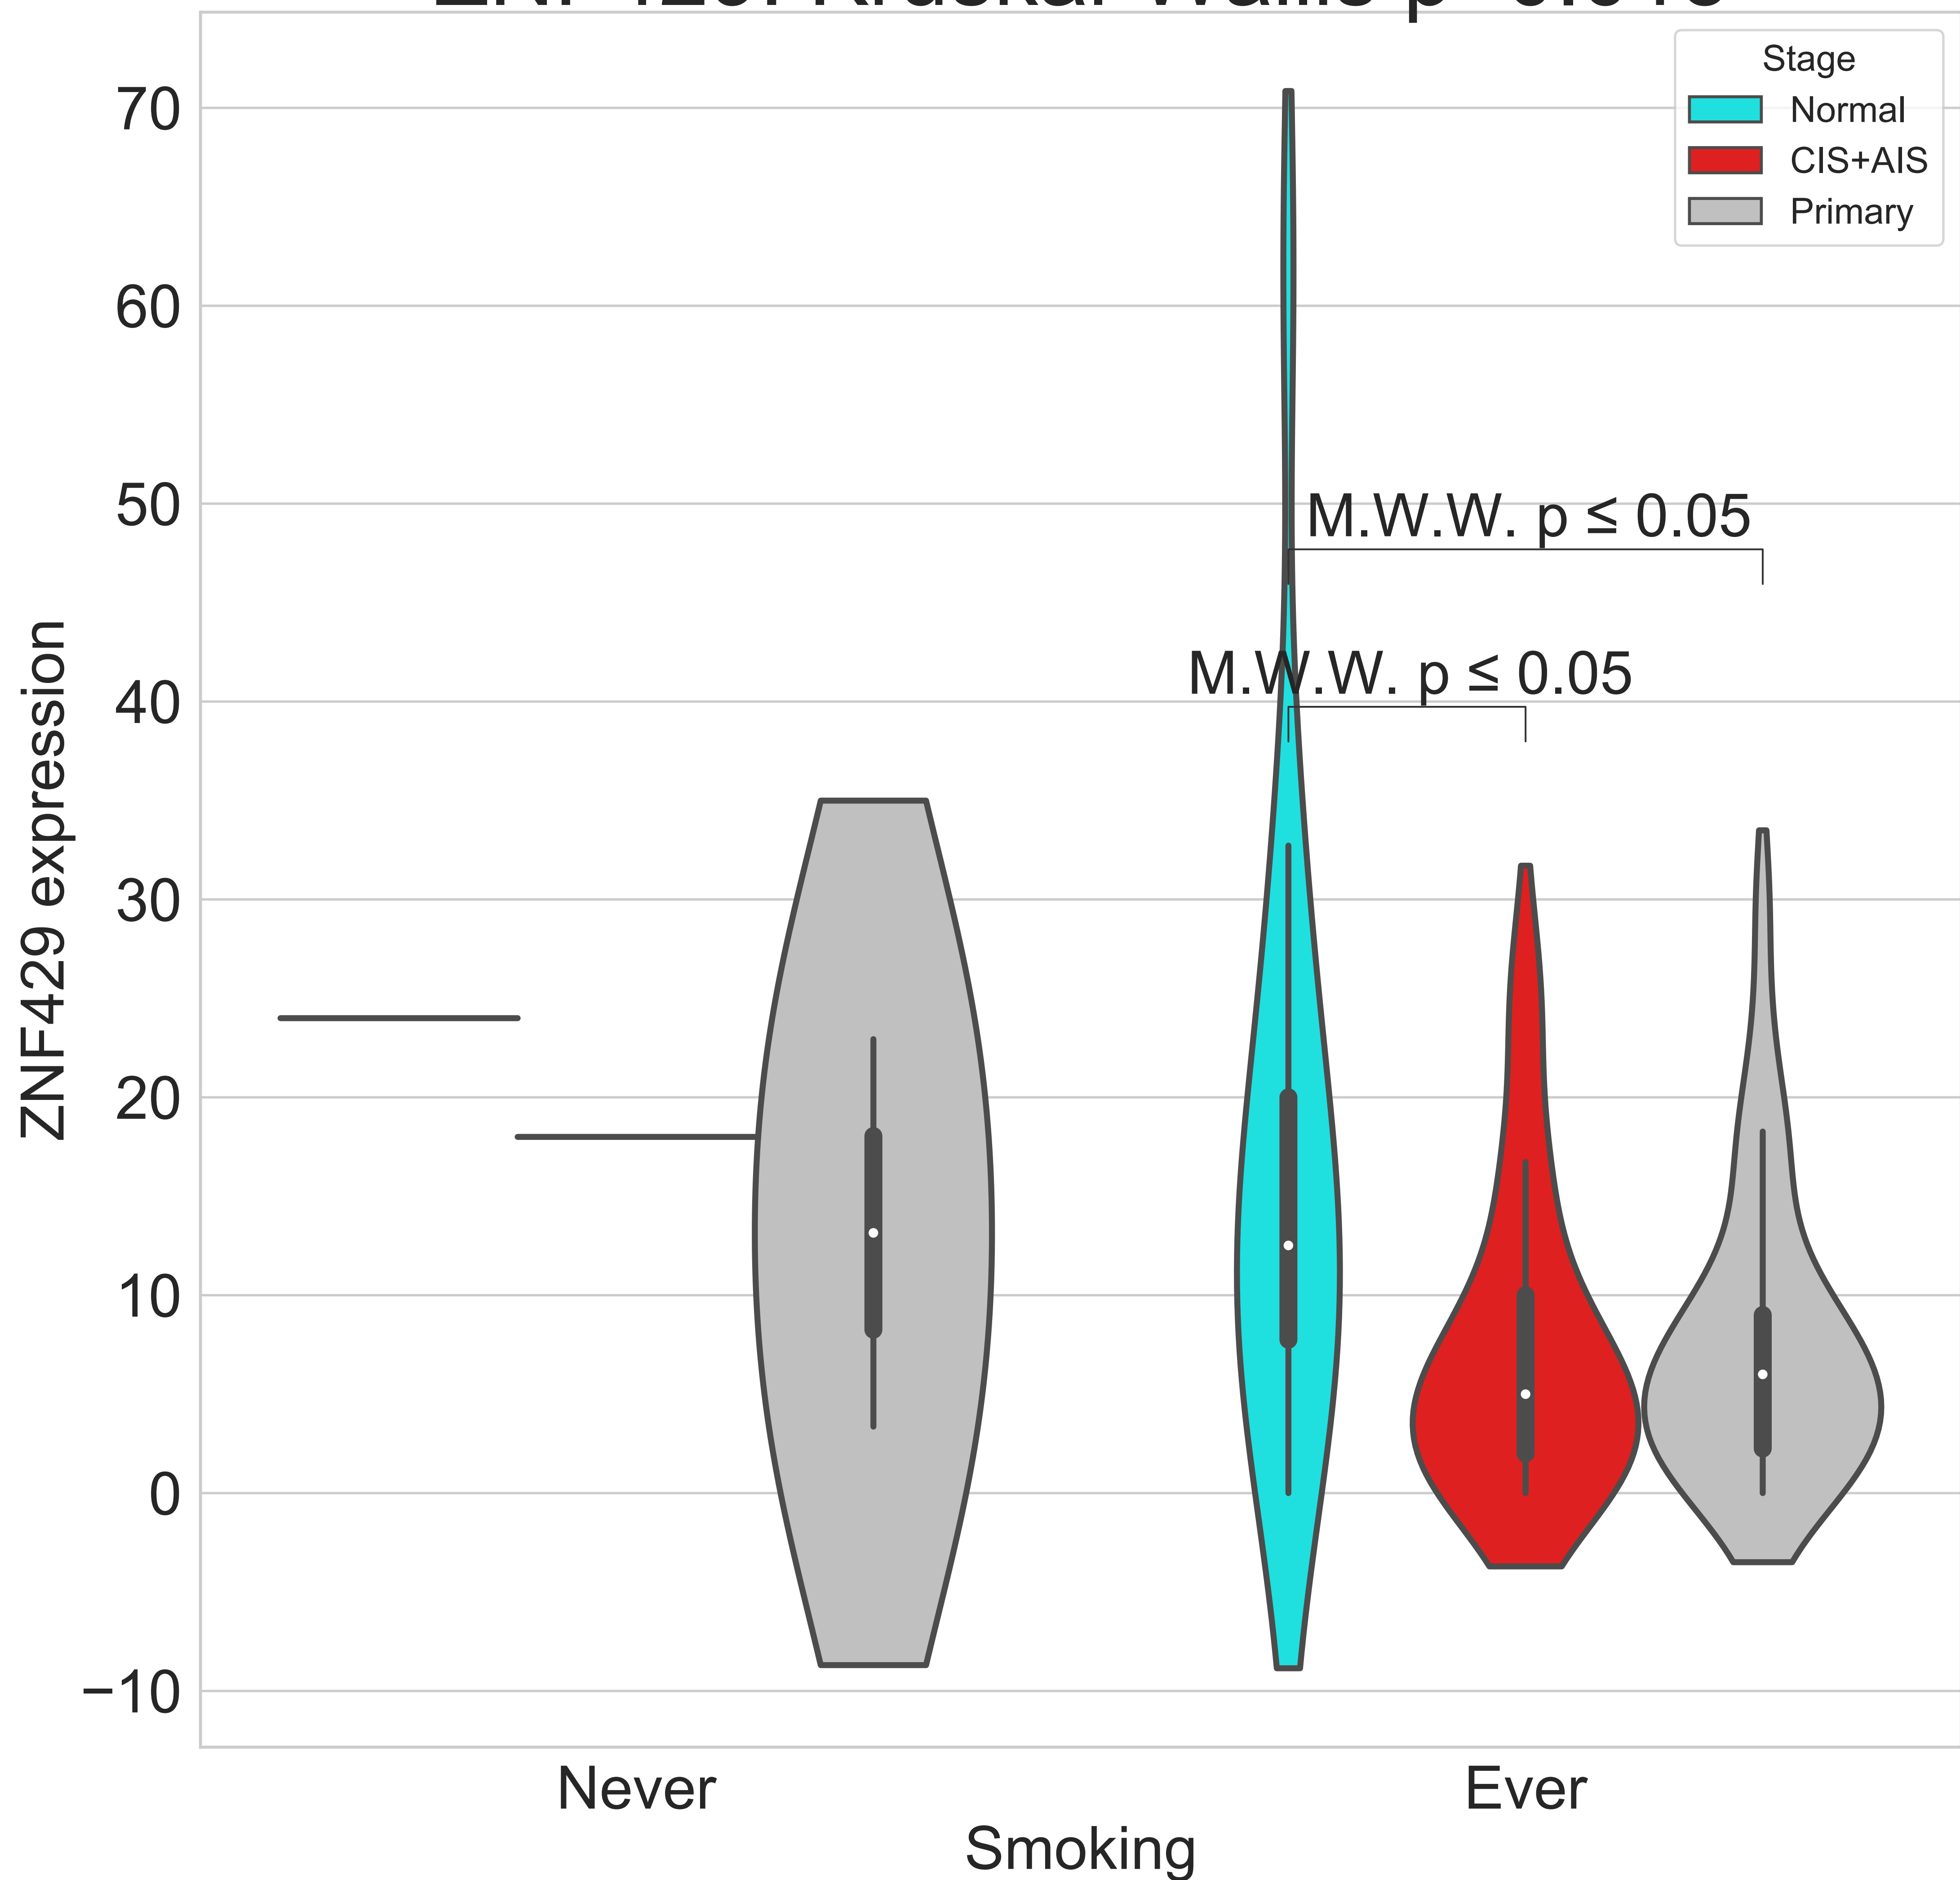 Stage
Normal
CIS+AIS
Primary
70
60
50
40
30
20
10
0
−10
ZNF429 expression
M.W.W. p ≤ 0.05
M.W.W. p ≤ 0.05
Never
Ever
Smoking